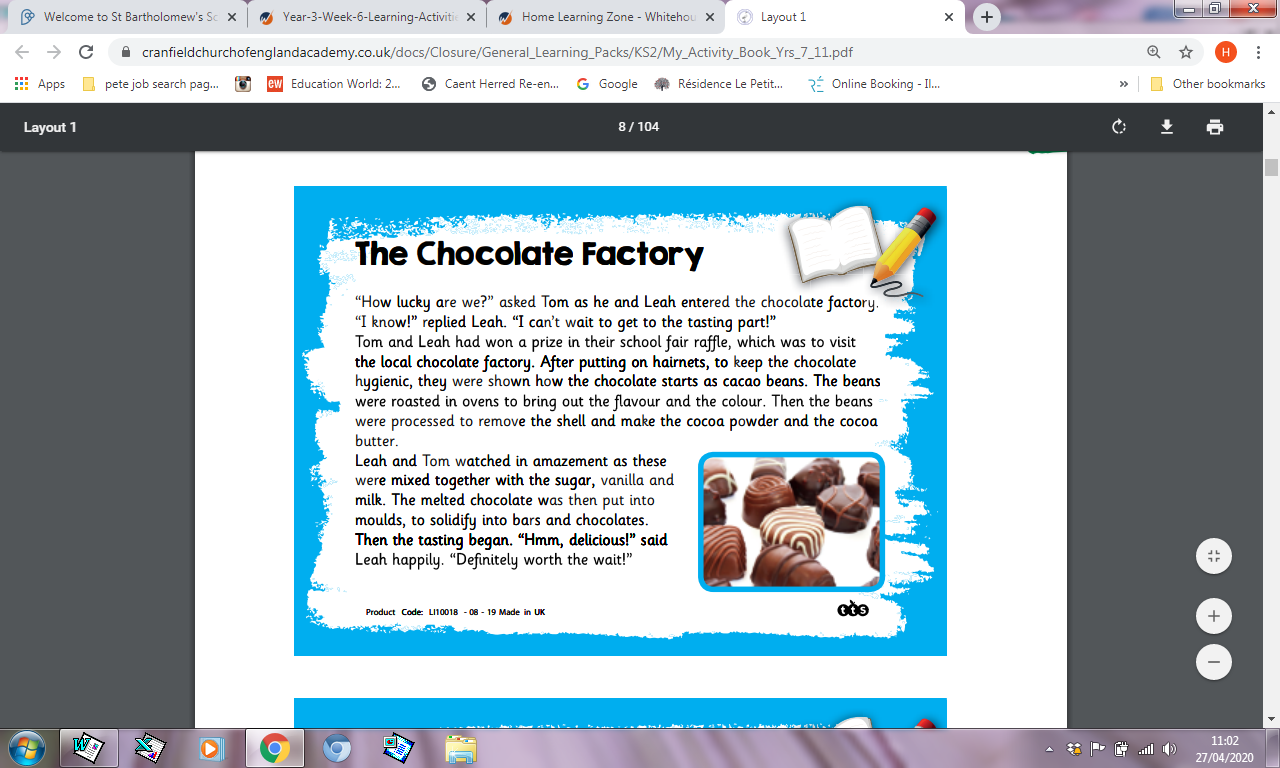 Welcome to St Bartholomew's Sc
Year-3-Week-6-Learning-Activitie
Home Learning Zone - Whitehou
Layout 1
cranfieldchurchofenglandacademy.co.uk/docs/Closure/General_Learning_Packs/KS2/My_Activity_Book_Yrs_7_11.pdf
H
Apps
pete job search pag...
ew
Education World: 2...
Caent Herred Re-en...
G
Google
Résidence Le Petit...
Online Booking - Il...
»
Other bookmarks
Layout 1
8 / 104
The Chocolate Factory
“How lucky are we?” asked Tom as he and Leah entered the chocolate factory.
“I know!” replied Leah. “I can’t wait to get to the tasting part!”
Tom and Leah had won a prize in their school fair raffle, which was to visit
the local chocolate factory. After putting on hairnets, to keep the chocolate
hygienic, they were shown how the chocolate starts as cacao beans. The beans
were roasted in ovens to bring out the flavour and the colour. Then the beans
were processed to remove the shell and make the cocoa powder and the cocoa
butter.
Leah and Tom watched in amazement as these
were mixed together with the sugar, vanilla and
milk. The melted chocolate was then put into
moulds, to solidify into bars and chocolates.
Then the tasting began. “Hmm, delicious!” said
Leah happily. “Definitely worth the wait!”
Product Code: LI10018 - 08 - 19 Made in UK
tts
11:02
27/04/2020